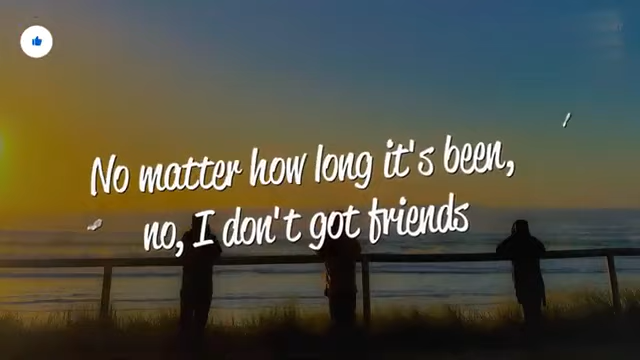 No matter how long it's been,
no, I don't got friends